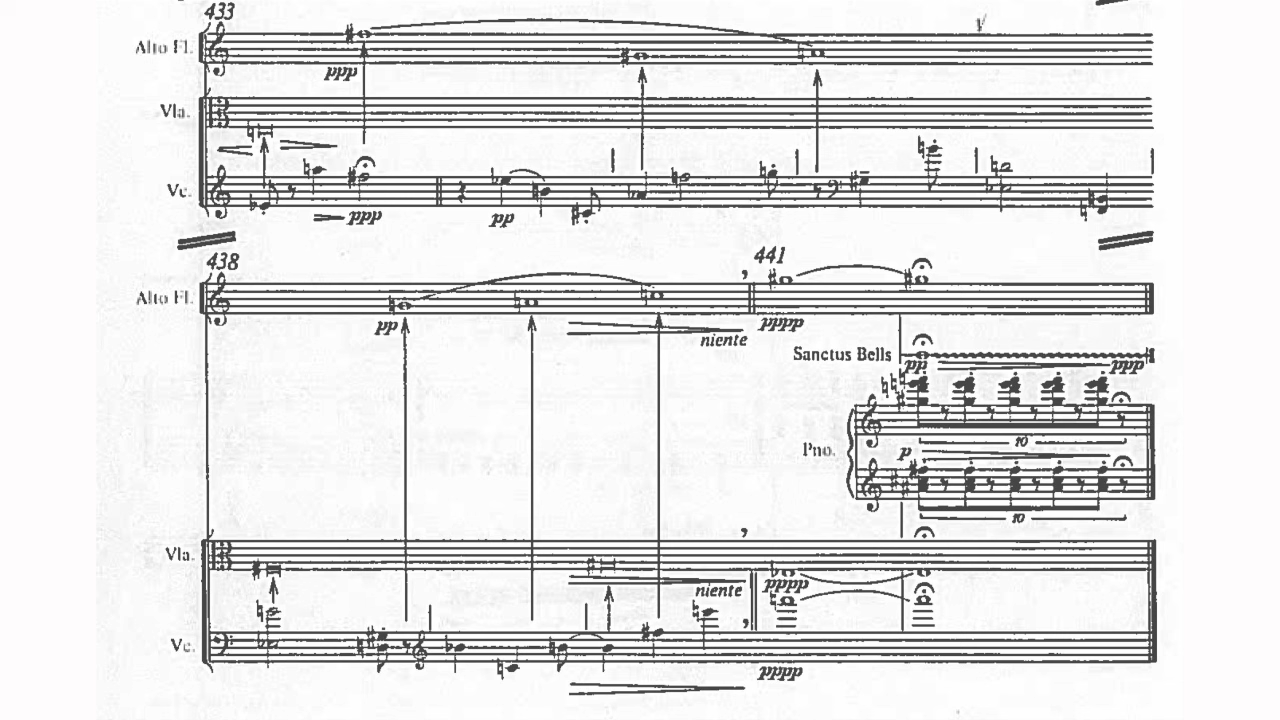 433
Alto Fl.
ppp
Vla.
Vc.
ppp
pp
438
441
Alto Fl.
pp
niente
pppp
Sanctus Bells
pp
ppp
Pno.
10
p
10
Vla.
niente
pppp
Vc.
pppp